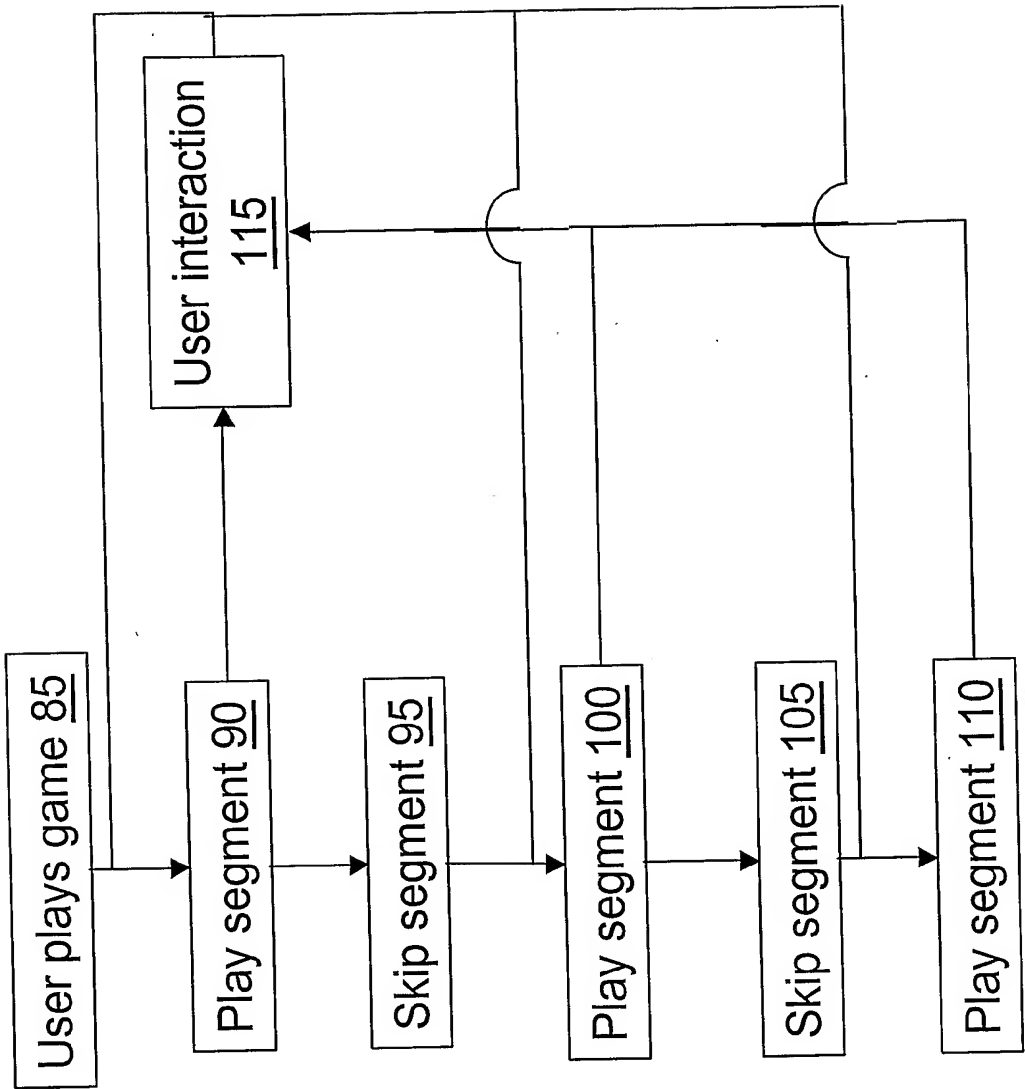 User plays game 85
Play segment 90
Skip segment 95
Play segment 100
Skip segment 105
Play segment 110
User interaction
115